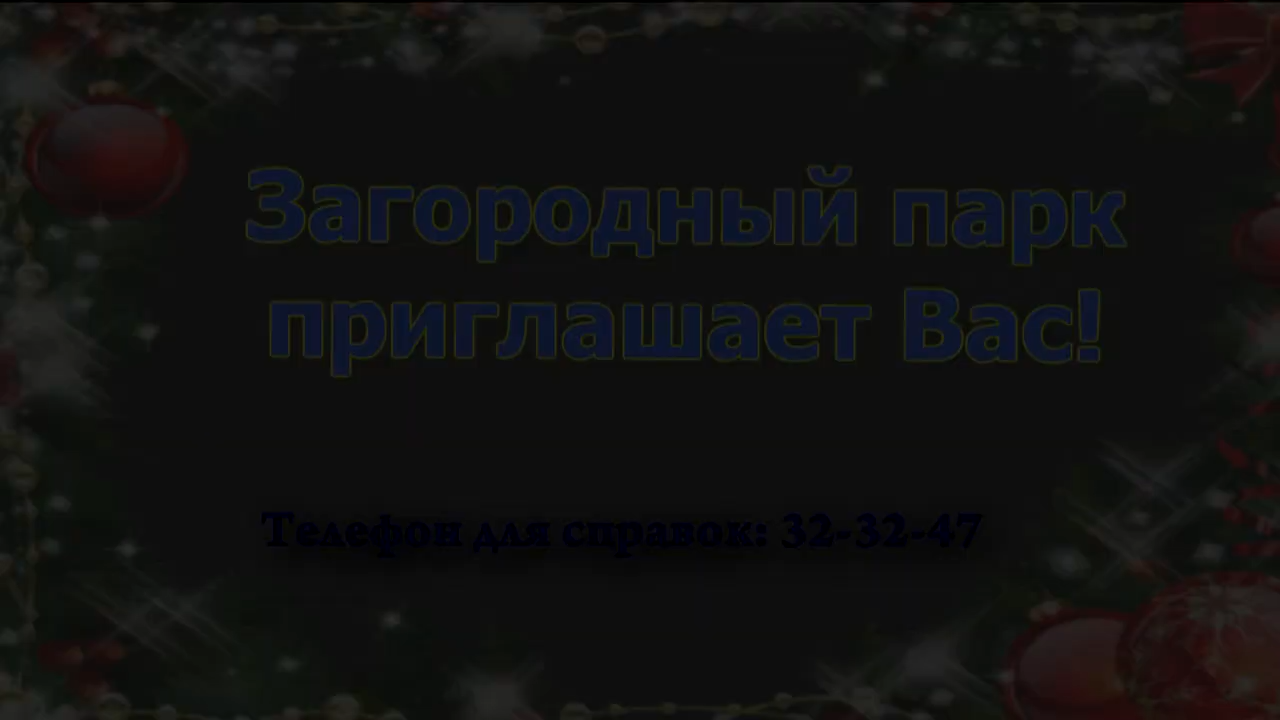 Загородный парк
приглашает Вас!
Телефон для справок: 32-32-47